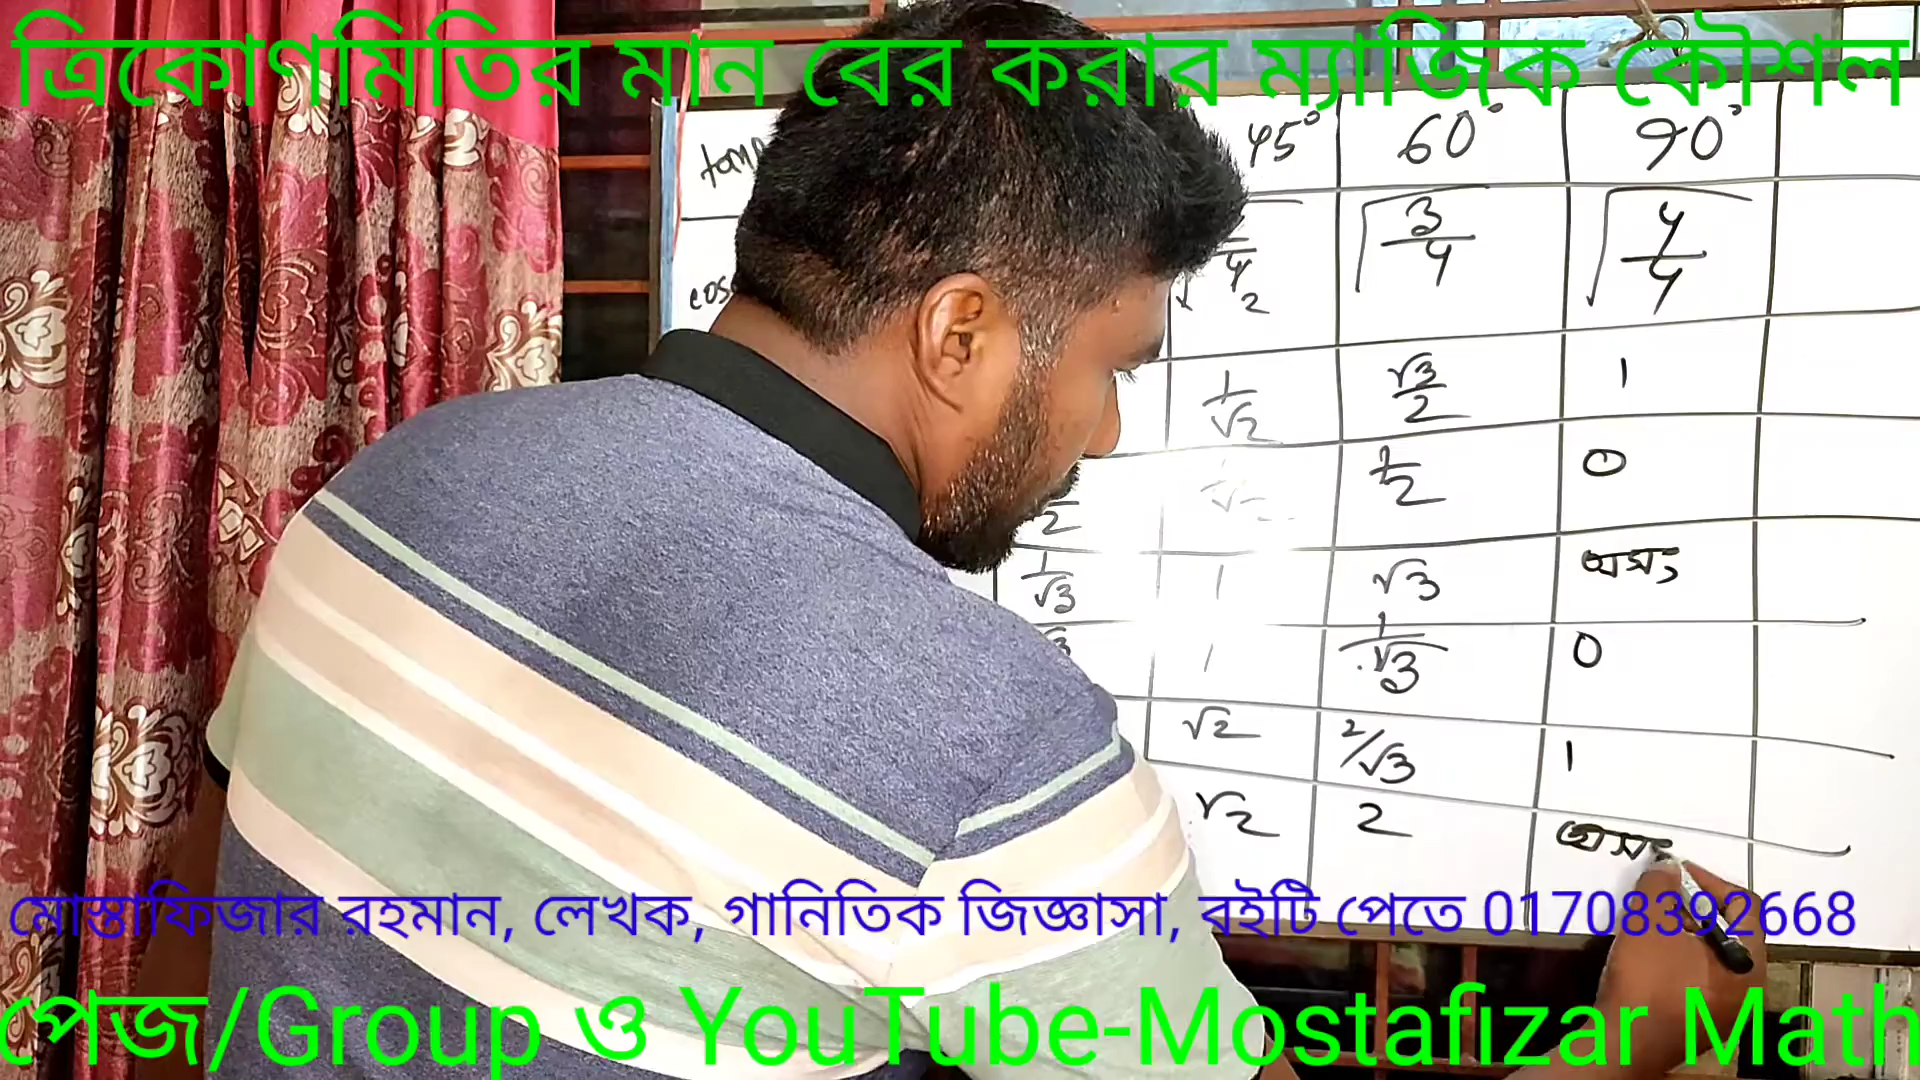 ত্রিকোণমিতির মান বের করার ম্যাজিক কৌশল
45° 60° 90°
√3/4 √4/4
cos
1/√2 √3/2 1
1/2 0
1/√3 1 √3 অসং
1 1/√3 0
√2 2/√3 1
√2 2 অসং
মোস্তাফিজার রহমান, লেখক, গানিতিক জিজ্ঞাসা, বইটি পেতে 01708392668
পেজ/Group ও YouTube-Mostafizar Math